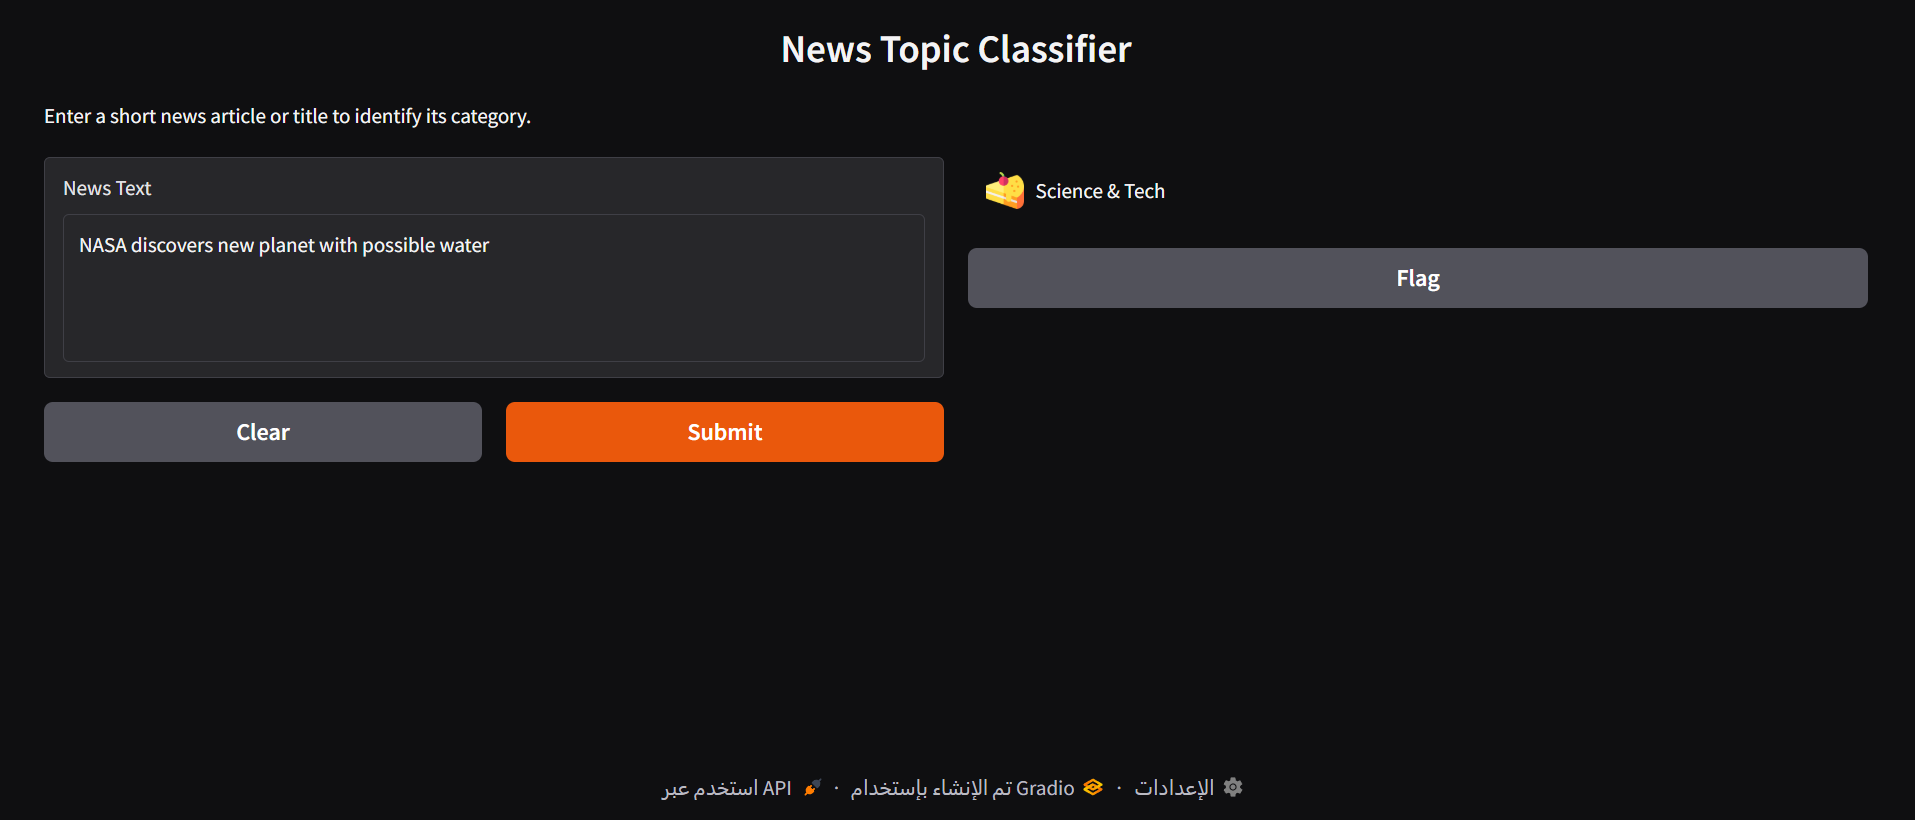 News Topic Classifier
Enter a short news article or title to identify its category.
News Text
NASA discovers new planet with possible water
Clear
Submit
Science & Tech
Flag
استخدم عبر API · تم الإنشاء بإستخدام Gradio · الإعدادات